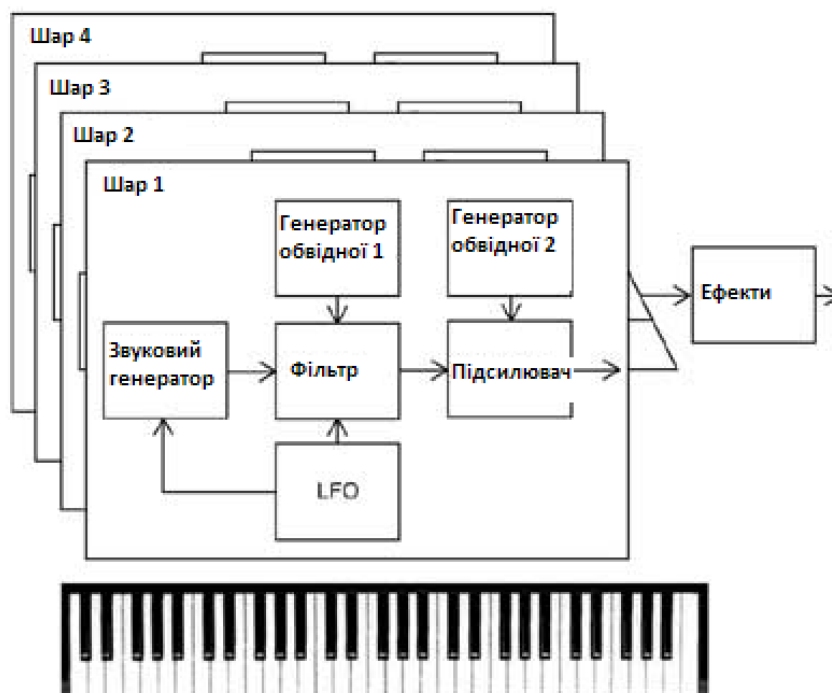 Шар 4
Шар 3
Шар 2
Шар 1
Генератор
обвідної 1
Генератор
обвідної 2
Ефекти
Звуковий
генератор
Фільтр
Підсилювач
LFO